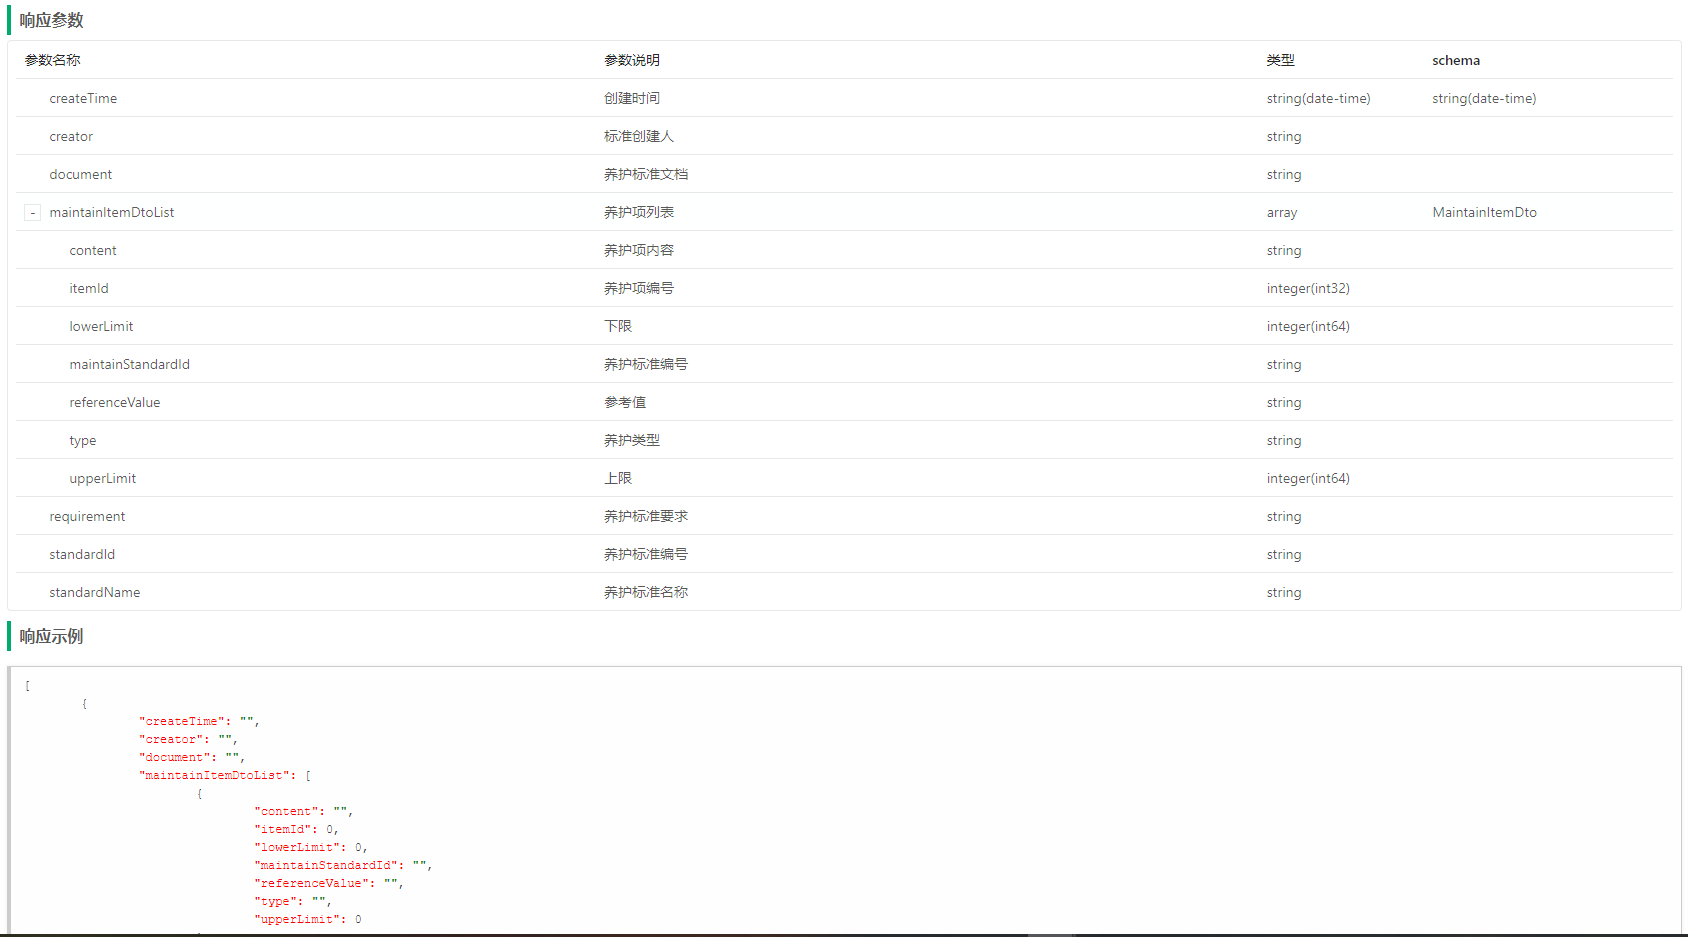 响应参数
参数名称 参数说明 类型 schema
createTime 创建时间 string(date-time) string(date-time)
creator 标准创建人 string
document 养护标准文档 string
- maintainItemDtoList 养护项列表 array MaintainItemDto
content 养护项内容 string
itemId 养护项编号 integer(int32)
lowerLimit 下限 integer(int64)
maintainStandardId 养护标准编号 string
referenceValue 参考值 string
type 养护类型 string
upperLimit 上限 integer(int64)
requirement 养护标准要求 string
standardId 养护标准编号 string
standardName 养护标准名称 string
响应示例
[
{
"createTime": "",
"creator": "",
"document": "",
"maintainItemDtoList": [
{
"content": "",
"itemId": 0,
"lowerLimit": 0,
"maintainStandardId": "",
"referenceValue": "",
"type": "",
"upperLimit": 0